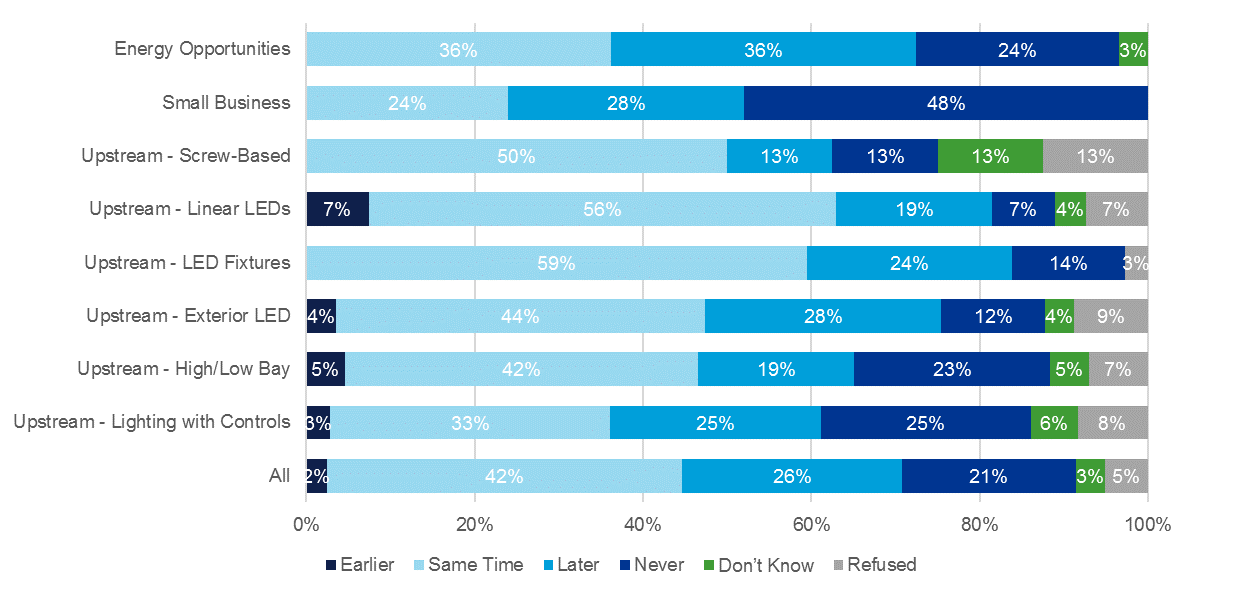 Energy Opportunities 36% 36% 24% 3%
Small Business 24% 28% 48%
Upstream - Screw-Based 50% 13% 13% 13% 13%
Upstream - Linear LEDs 7% 56% 19% 7% 4% 7%
Upstream - LED Fixtures 59% 24% 14% 3%
Upstream - Exterior LED 4% 44% 28% 12% 4% 9%
Upstream - High/Low Bay 5% 42% 19% 23% 5% 7%
Upstream - Lighting with Controls 3% 33% 25% 25% 6% 8%
All 2% 42% 26% 21% 3% 5%
0% 20% 40% 60% 80% 100%
Earlier Same Time Later Never Don’t Know Refused